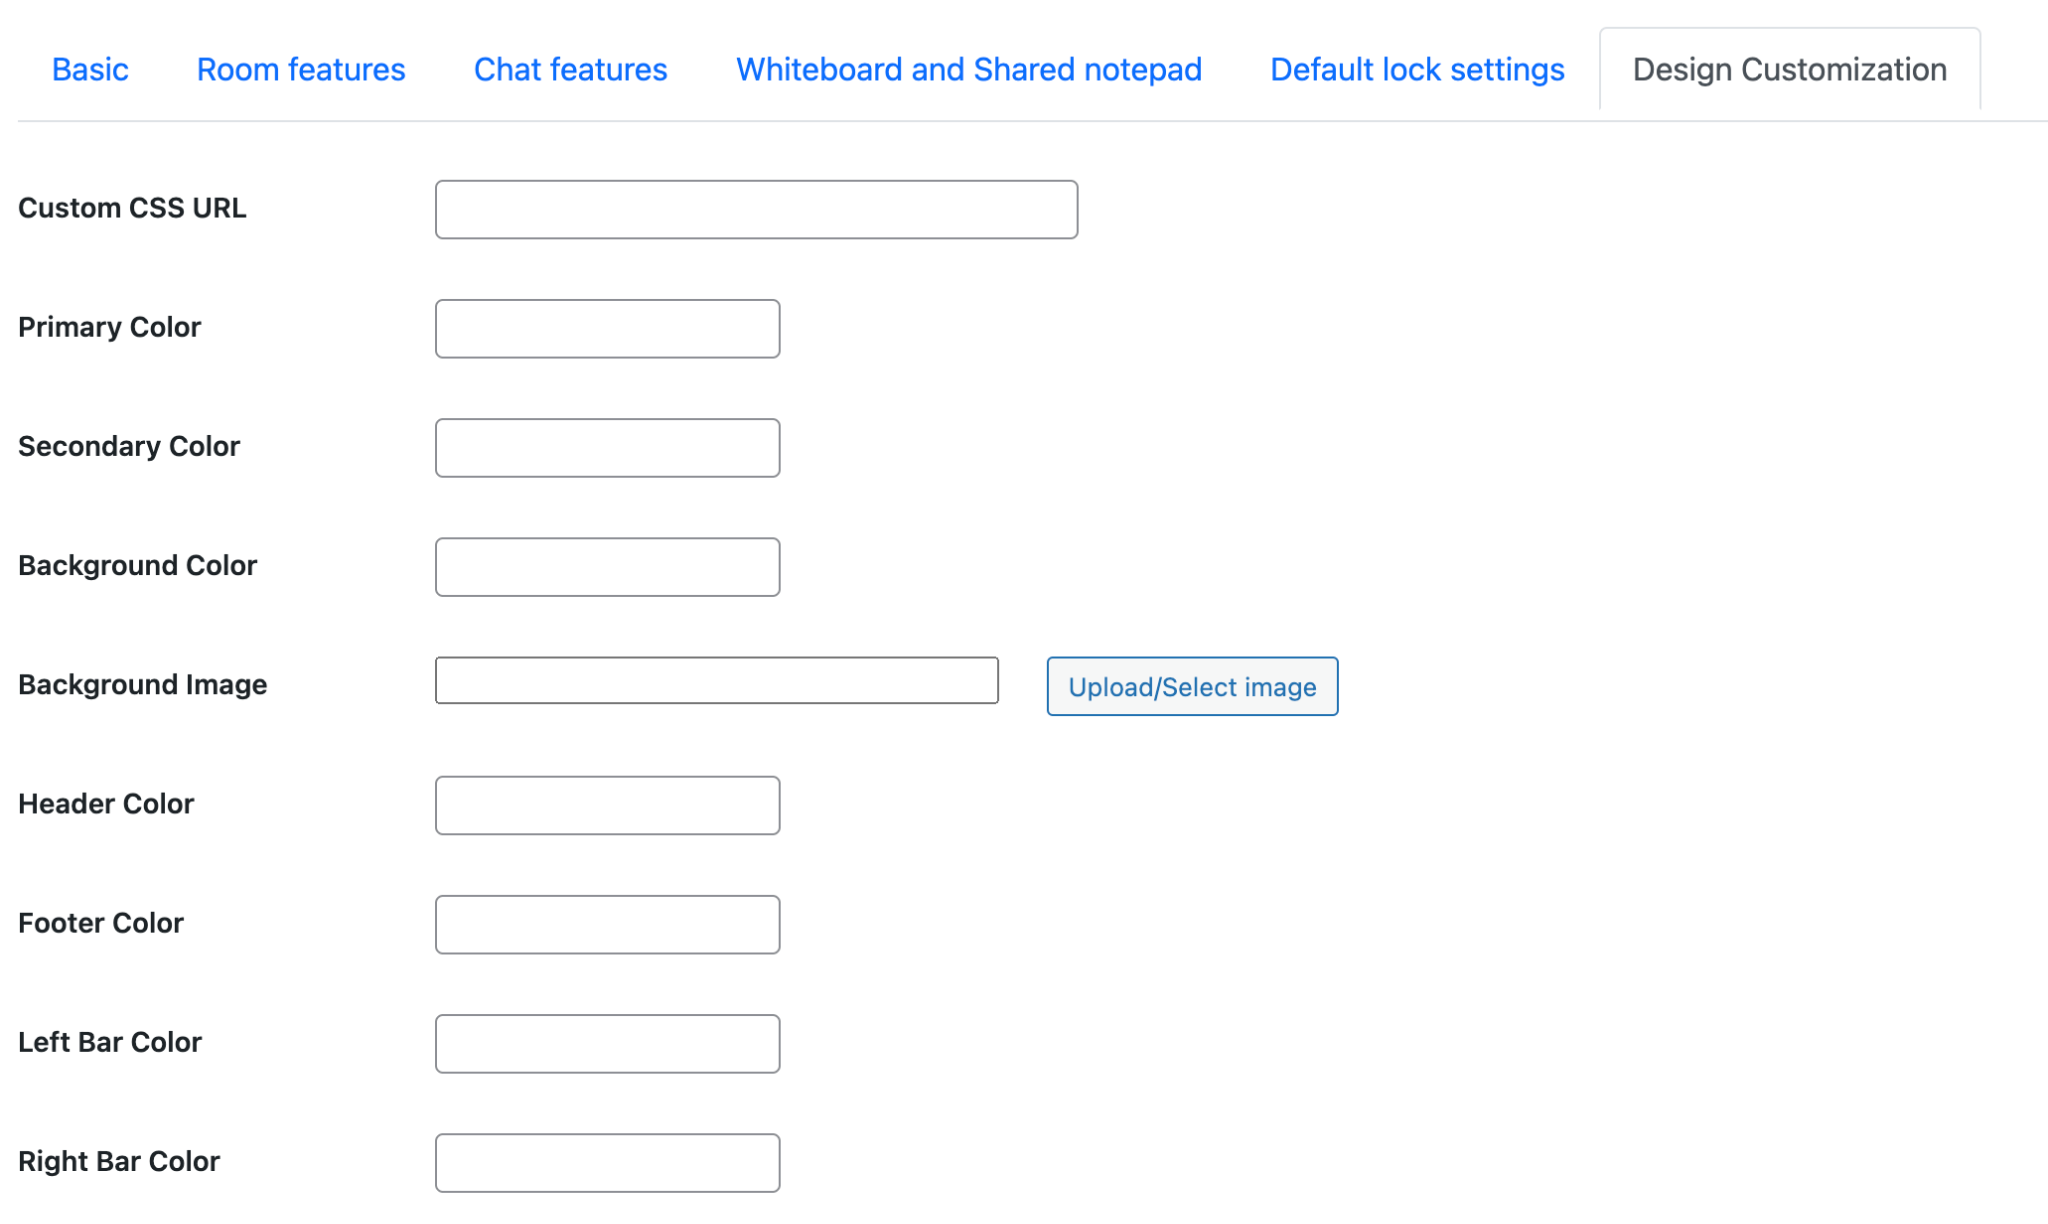 Basic Room features Chat features Whiteboard and Shared notepad Default lock settings Design Customization
Custom CSS URL
Primary Color
Secondary Color
Background Color
Background Image Upload/Select image
Header Color
Footer Color
Left Bar Color
Right Bar Color